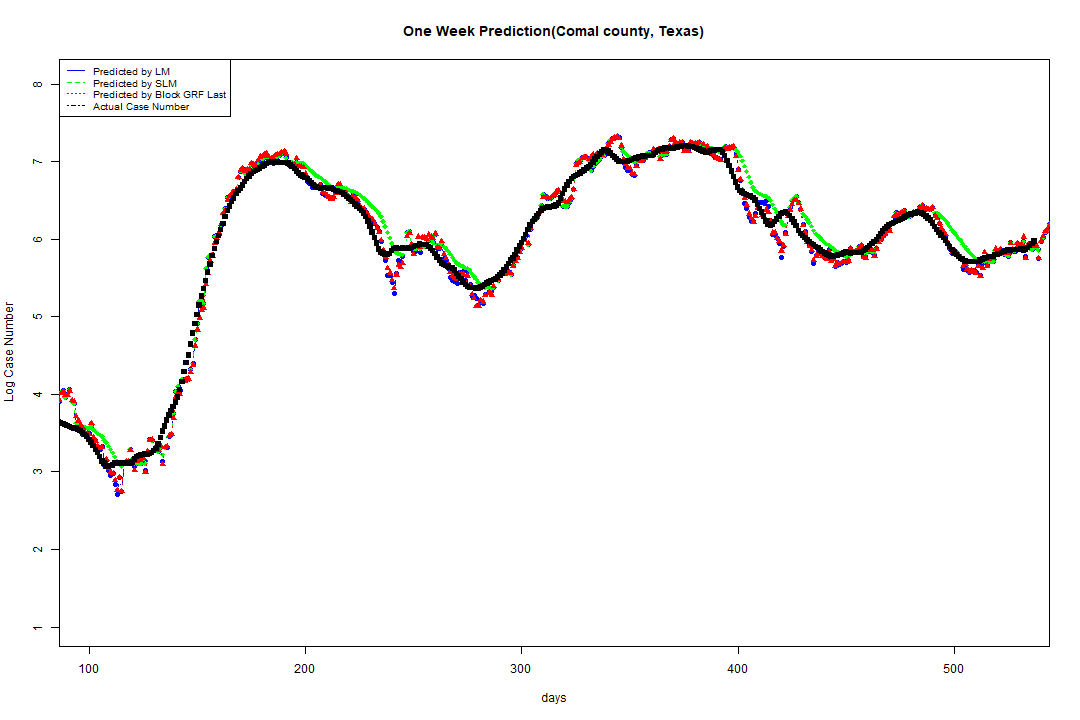 One Week Prediction(Comal county, Texas)
Predicted by LM
Predicted by SLM
Predicted by Block GRF Last
Actual Case Number
8
7
6
5
4
3
2
1
Log Case Number
100 200 300 400 500
days